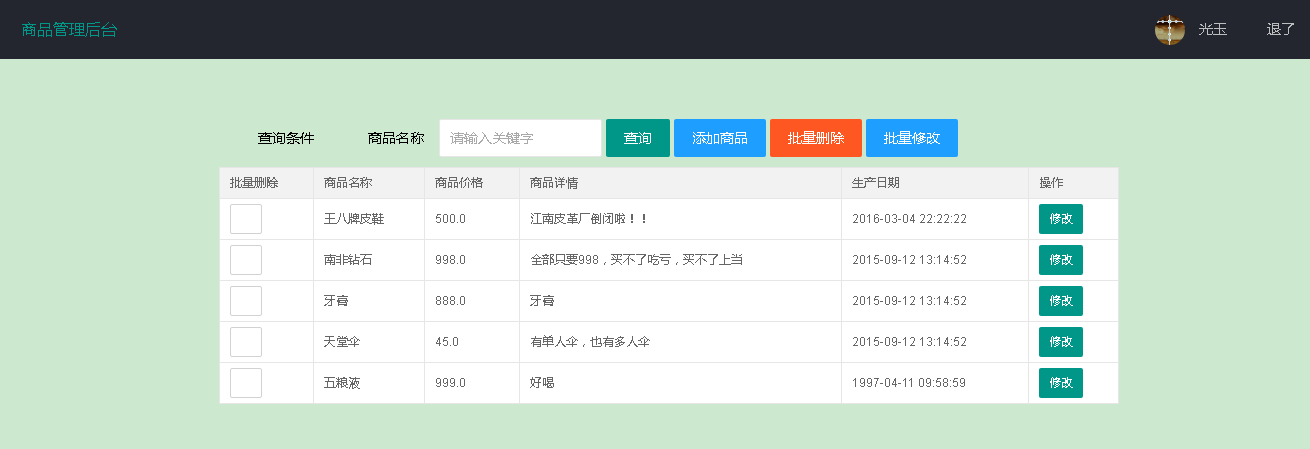 商品管理后台 光玉 退了
查询条件 商品名称 请输入关键字 查询 添加商品 批量删除 批量修改
批量删除 商品名称 商品价格 商品详情 生产日期 操作
王八牌皮鞋 500.0 江南皮革厂倒闭啦！！ 2016-03-04 22:22:22 修改
南非钻石 998.0 全部只要998，买不了吃亏，买不了上当 2015-09-12 13:14:52 修改
牙膏 888.0 牙膏 2015-09-12 13:14:52 修改
天堂伞 45.0 有单人伞，也有多人伞 2015-09-12 13:14:52 修改
五粮液 999.0 好喝 1997-04-11 09:58:59 修改